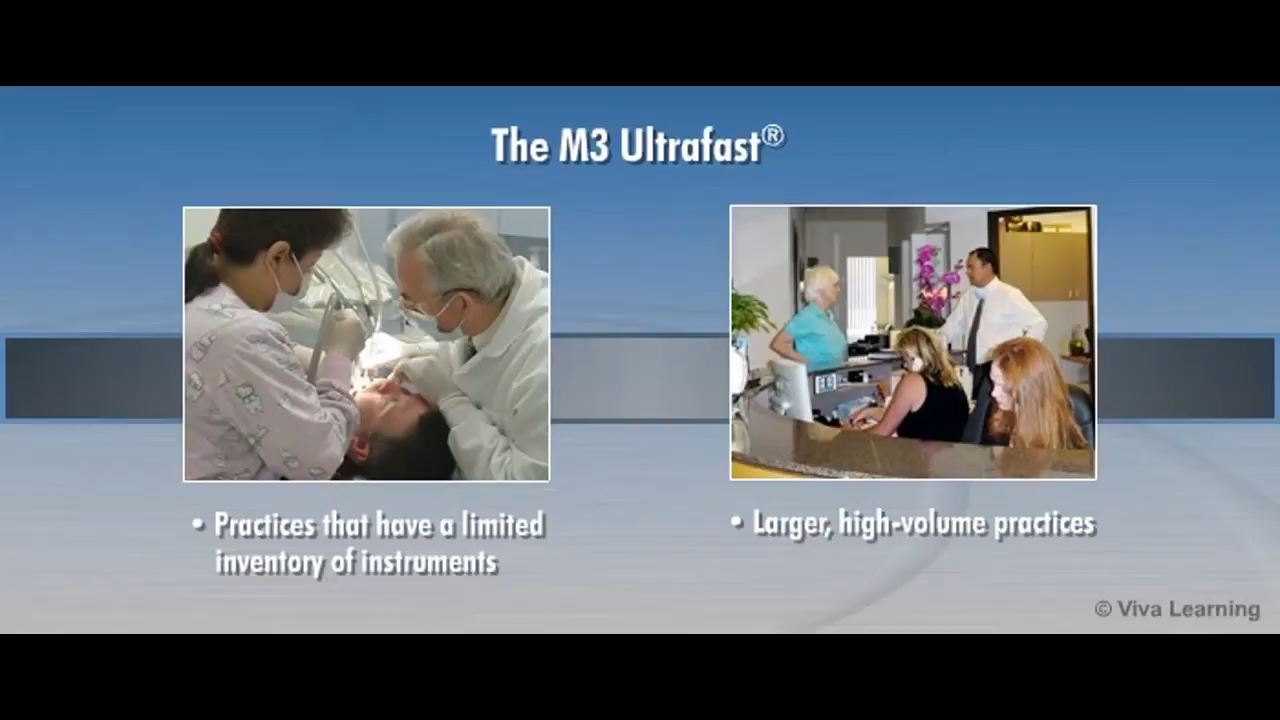 The M3 Ultrafast®
• Practices that have a limited
inventory of instruments
• Larger, high-volume practices
© Viva Learning